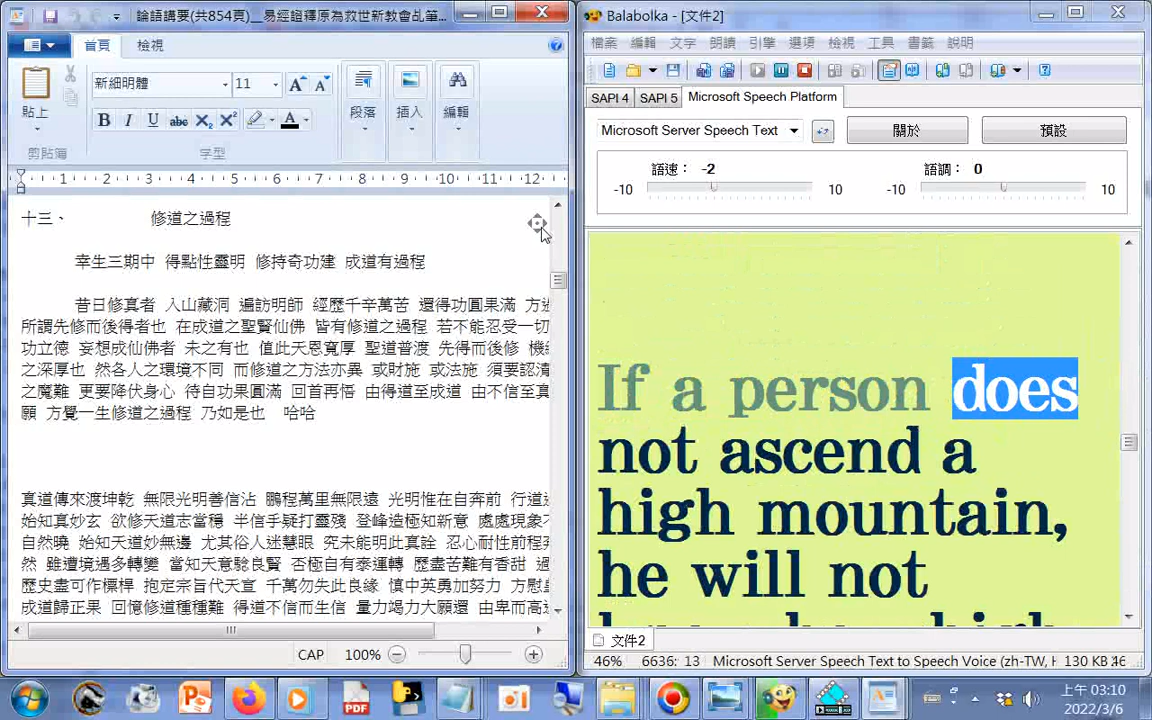 論語講要(共854頁)__易經證釋原為救世新教會乩筆...
首頁
檢視
貼上
剪貼簿
新細明體
11
B I U abc X₂ X²
A
字型
段落
插入
編輯
1 2 3 4 5 6 7 8 9 10 11 12
十三、 修道之過程
幸生三期中 得點性靈明 修持奇功建 成道有過程
昔日修真者 入山藏洞 遍訪明師 經歷千辛萬苦 還得功圓果滿 方
所謂先修而後得者也 在成道之聖賢仙佛 皆有修道之過程 若不能忍受一切
功立德 妄想成仙佛者 未之有也 值此天恩寬厚 聖道普渡 先得而後修 機
之深厚也 然各人之環境不同 而修道之方法亦異 或財施 或法施 須要認清
之魔難 更要降伏身心 待自功果圓滿 回首再悟 由得道至成道 由不信至真
願 方覺一生修道之過程 乃如是也 哈哈
真道傳來渡坤乾 無限光明善信沾 鵬程萬里無限遠 光明惟在自奔前 行道
始知真妙玄 欲修天道志當穩 半信乎疑打靈殘 登峰造極知新意 處處現象不
自然曉 始知天道妙無邊 尤其俗人迷慧眼 究未能明此真詮 忍心耐性前程
然 雖遭境遇多轉變 當知天意諗良賢 否極自有泰運轉 歷盡苦難有香甜
歷史盡可作標桿 抱定宗旨代天宣 千萬勿失此良緣 慎中英勇加努力 方慰
成道歸正果 回憶修道種種難 得道不信而生信 量力竭力大願還 由卑而高
CAP 100%
Balabolka - [文件2]
檔案 編輯 文字 朗讀 引擎 選項 檢視 工具 書籤 說明
SAPI 4 SAPI 5 Microsoft Speech Platform
Microsoft Server Speech Text
關於
預設
語速： -2
-10 10
語調： 0
-10 10
If a person does
not ascend a
high mountain,
he will not
文件2
46% 6636: 13 Microsoft Server Speech Text to Speech Voice (zh-TW, H 130 KB
上午 03:10
2022/3/6